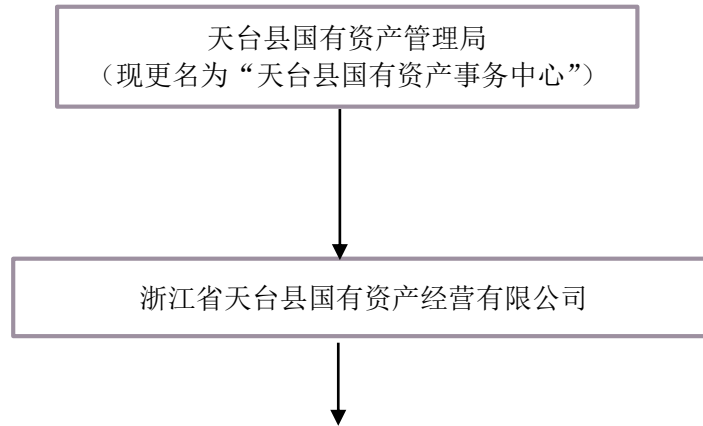 天台县国有资产管理局
（现更名为“天台县国有资产事务中心”）
浙江省天台县国有资产经营有限公司